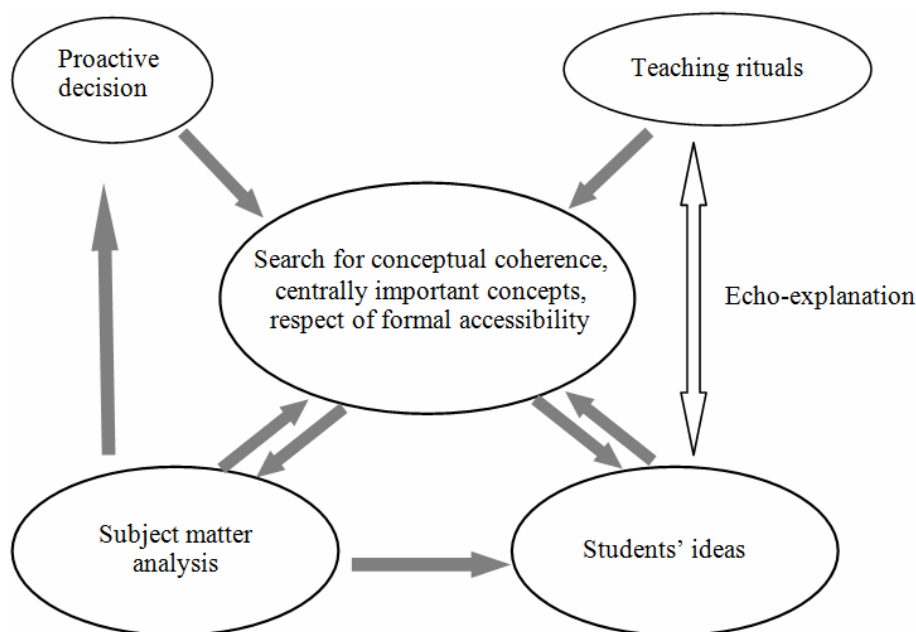 Proactive
decision
Teaching rituals
Search for conceptual coherence,
centrally important concepts,
respect of formal accessibility
Echo-explanation
Subject matter
analysis
Students’ ideas